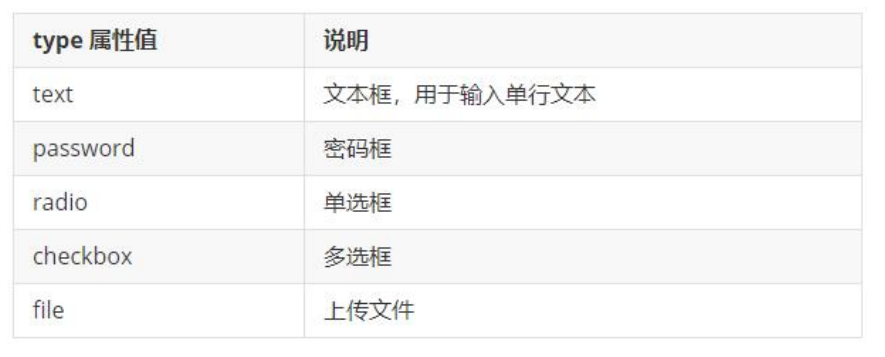 type 属性值 说明
text 文本框，用于输入单行文本
password 密码框
radio 单选框
checkbox 多选框
file 上传文件